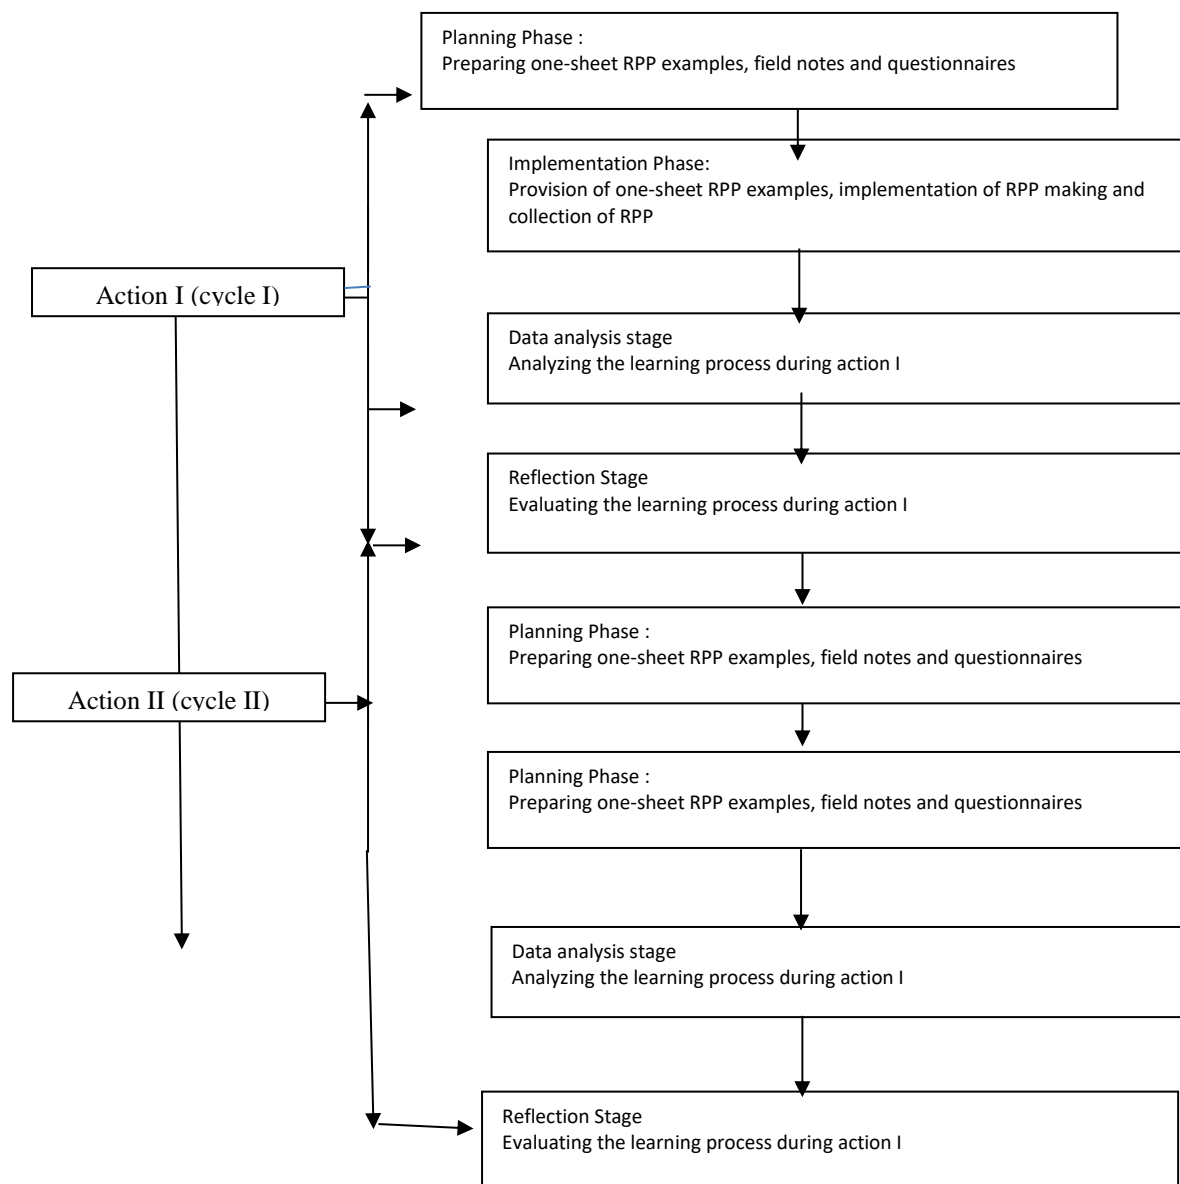 Planning Phase :
Preparing one-sheet RPP examples, field notes and questionnaires
Implementation Phase:
Provision of one-sheet RPP examples, implementation of RPP making and
collection of RPP
Action I (cycle I)
Data analysis stage
Analyzing the learning process during action I
Reflection Stage
Evaluating the learning process during action I
Planning Phase :
Preparing one-sheet RPP examples, field notes and questionnaires
Action II (cycle II)
Planning Phase :
Preparing one-sheet RPP examples, field notes and questionnaires
Data analysis stage
Analyzing the learning process during action I
Reflection Stage
Evaluating the learning process during action I